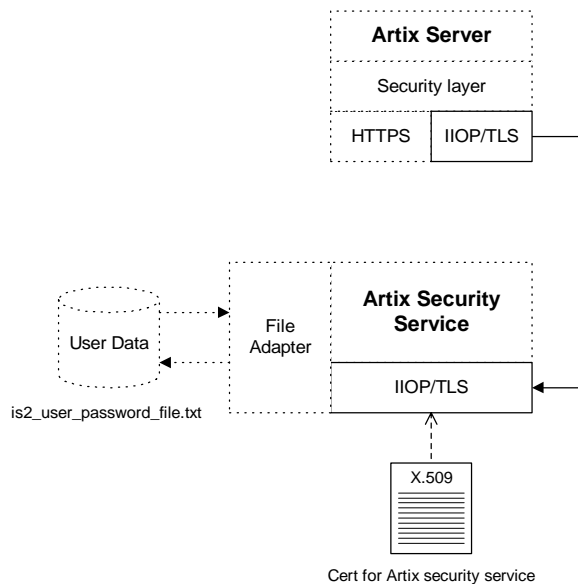 Artix Server
Security layer
HTTPS
IIOP/TLS
User Data
File
Adapter
Artix Security
Service
IIOP/TLS
is2_user_password_file.txt
X.509
Cert for Artix security service